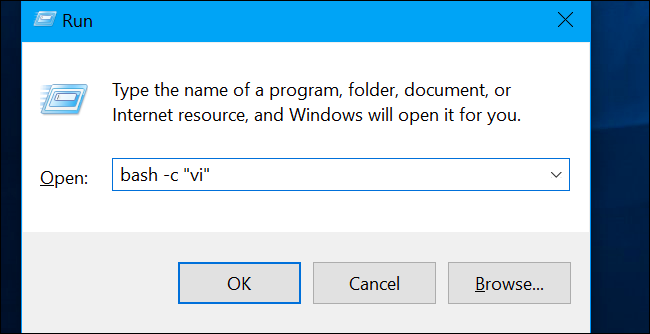 Run
Type the name of a program, folder, document, or
Internet resource, and Windows will open it for you.
Open: bash -c "vi"
OK Cancel Browse...